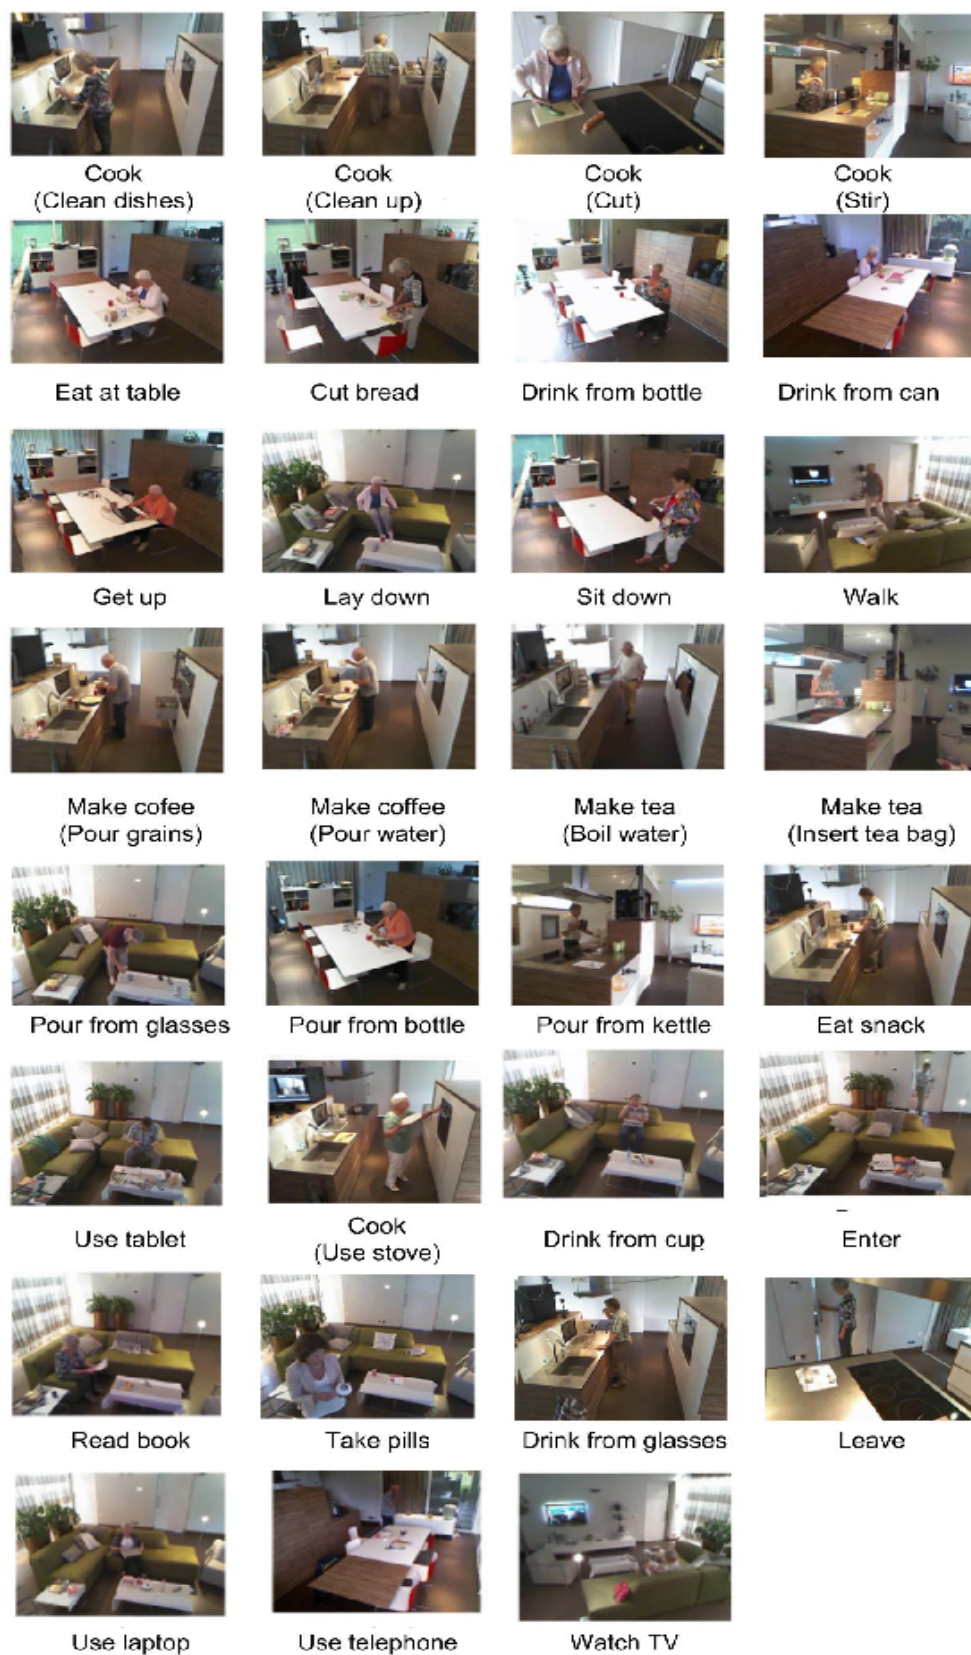 Cook
(Clean dishes)
Cook
(Clean up)
Cook
(Cut)
Cook
(Stir)
Eat at table
Cut bread
Drink from bottle
Drink from can
Get up
Lay down
Sit down
Walk
Make cofee
(Pour grains)
Make coffee
(Pour water)
Make tea
(Boil water)
Make tea
(Insert tea bag)
Pour from glasses
Pour from bottle
Pour from kettle
Eat snack
Use tablet
Cook
(Use stove)
Drink from cup
Enter
Read book
Take pills
Drink from glasses
Leave
Use laptop
Use telephone
Watch TV